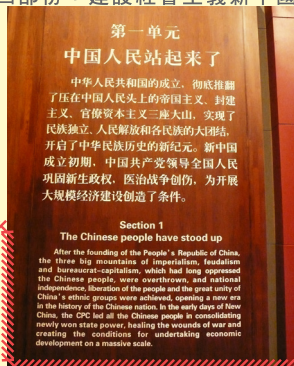 第一单元
中国人民站起来了
中华人民共和国的成立，彻底推翻
了压在中国人民头上的帝国主义、封建
主义、官僚资本主义三座大山，实现了
民族独立、人民解放和各民族的大团结，
开启了中华民族历史的新纪元。新中国
成立初期，中国共产党领导全国人民
巩固新生政权，医治战争创伤，为开展
大规模经济建设创造了条件。
Section 1
The Chinese people have stood up
After the founding of the People's Republic of China,
the three big mountains of imperialism, feudalism
and bureaucrat-capitalism, which had long oppressed
the Chinese people, were overthrown, and national
independence, liberation of the people and the great unity of
China's ethnic groups were achieved, opening a new era
in the history of the Chinese nation. In the early days of New
China, the CPC led all the Chinese people in consolidating
newly won state power, healing the wounds of war and
creating the conditions for undertaking economic
development on a massive scale.